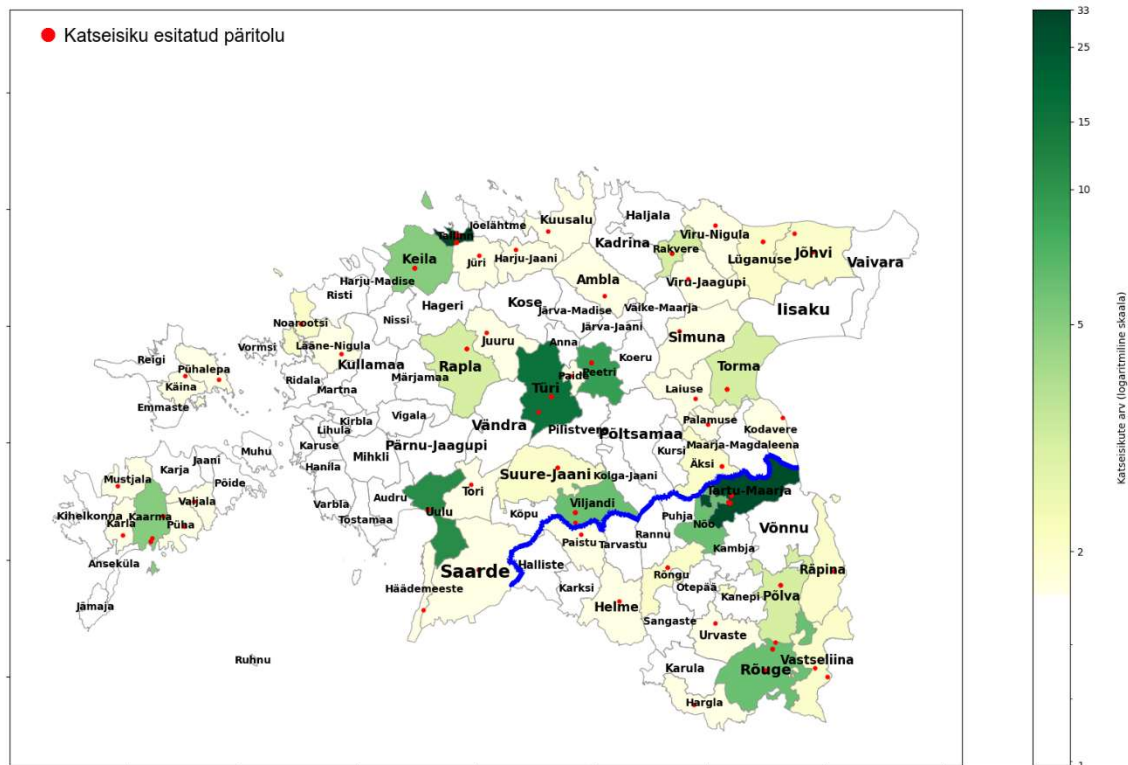 Katseisiku esitatud päritolu
33
25
15
10
5
2
Katseisikute arv (logaritmiline skaala)
Kuusalu
Haljala
Jõelähtme
Viru-Nigula
Tallinn
Kadrina
Rakvere
Keila
Jüri
Harju-Jaani
Lüganuse
Jõhvi
Vaivara
Harju-Madise
Ambla
Viru-Jaagupi
Risti
Hageri
Kose
Järva-Madise
Väike-Maarja
Iisaku
Noarootsi
Nissi
Järva-Jaani
Simuna
Lääne-Nigula
Juuru
Anna
Vormsi
Reigi
Kullamaa
Rapla
Koeru
Pühalepa
Peetri
Paide
Torma
Käina
Ridala
Martna
Märjamaa
Türi
Laiuse
Emmaste
Kirbla
Vigala
Vändra
Pilistvere
Põltsamaa
Palamuse
Kodavere
Lihula
Karuse
Pärnu-Jaagupi
Kursi
Maarja-Magdaleena
Muhu
Jaani
Karja
Hanila
Mihkli
Suure-Jaani
Kolga-Jaani
Äksi
Mustjala
Pöide
Tori
Kihelkonna
Valjala
Varbla
Audru
Uulu
Viljandi
Tartu-Maarja
Kärla
Kaarma
Püha
Tõstamaa
Köpu
Puhja
Nõo
Võnnu
Paistu
Tarvastu
Rannu
Kambja
Anseküla
Saarde
Halliste
Rõngu
Räpina
Häädemeeste
Karksi
Otepää
Kanepi
Põlva
Jämaja
Helme
Sangaste
Urvaste
Ruhnu
Karula
Rõuge
Vastseliina
Hargla